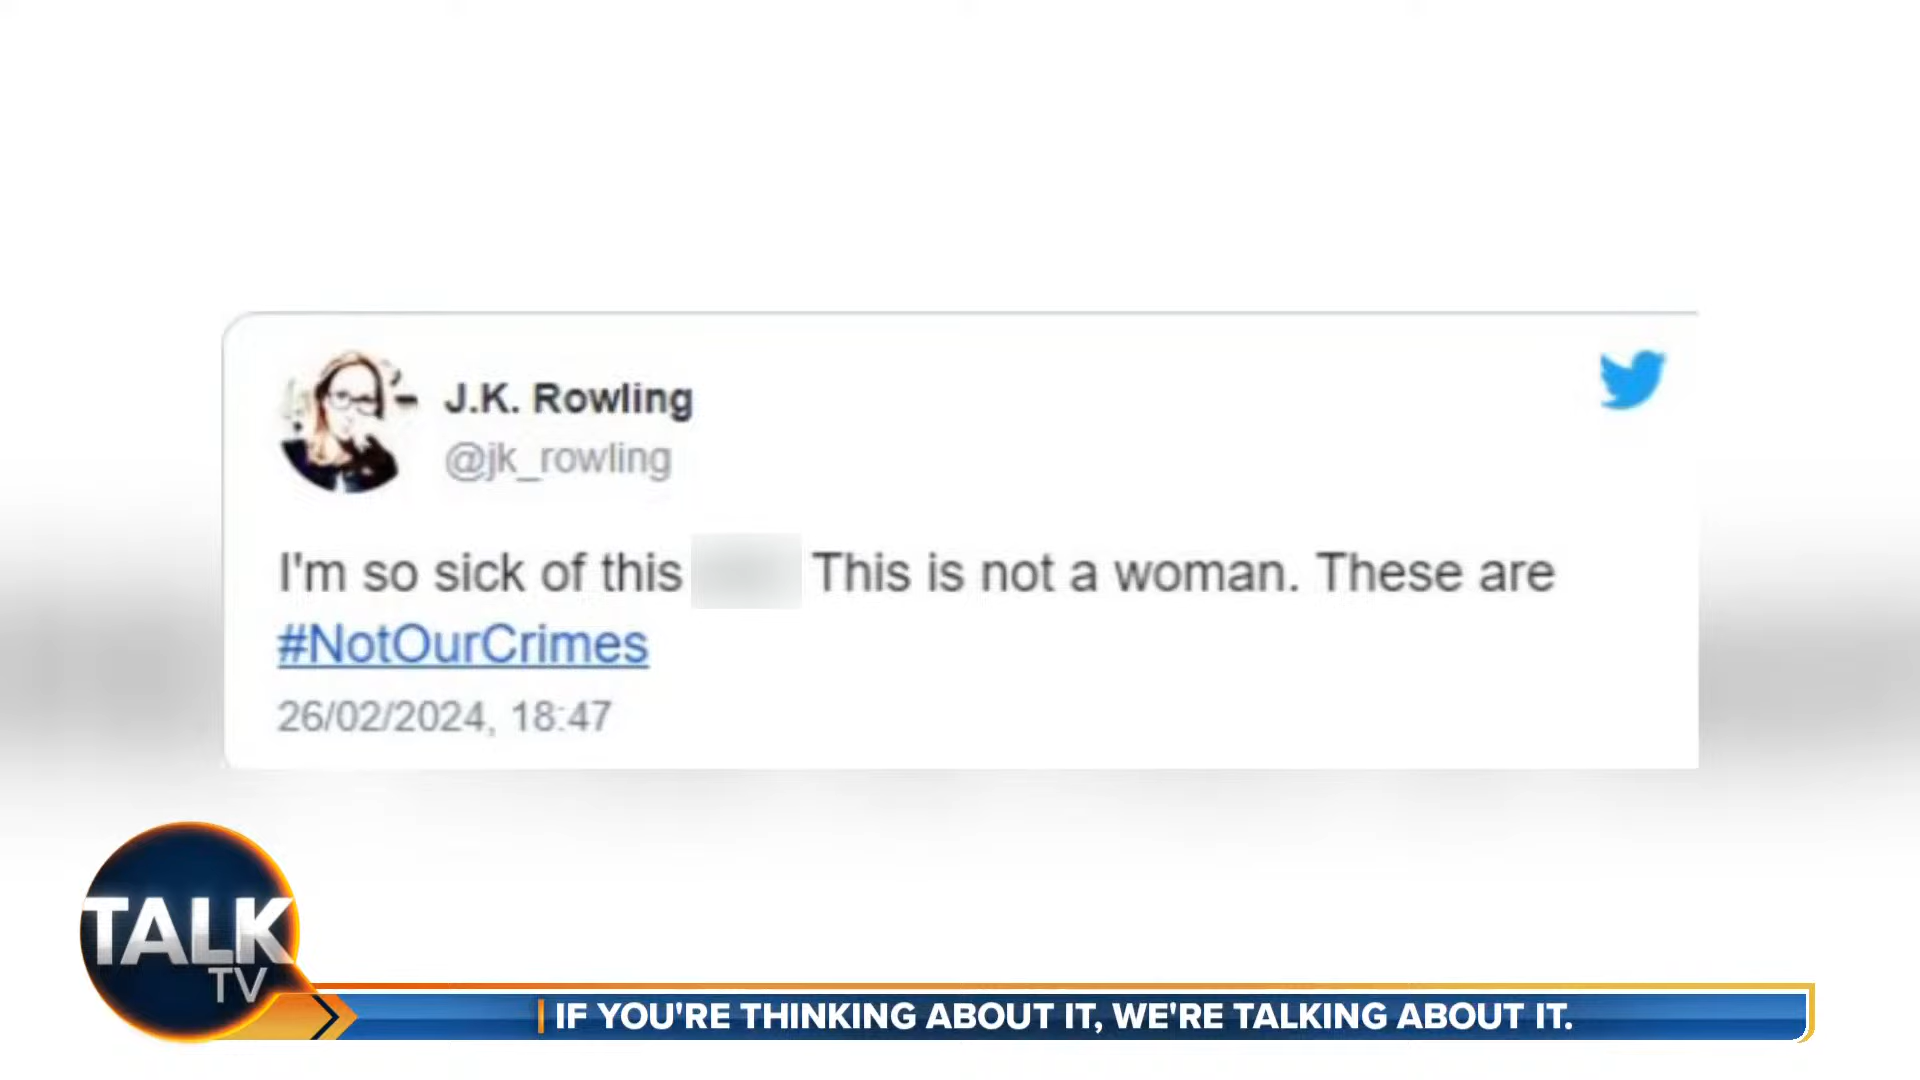 J.K. Rowling
@jk_rowling
I'm so sick of this This is not a woman. These are
#NotOurCrimes
26/02/2024, 18:47
TALK
TV
IF YOU'RE THINKING ABOUT IT, WE'RE TALKING ABOUT IT.